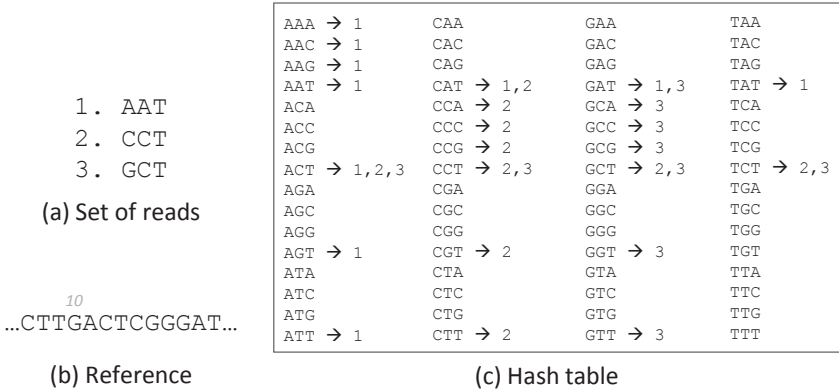 1. AAT
2. CCT
3. GCT
(a) Set of reads
10
...CTTGACTCGGGAT...
(b) Reference
AAA → 1 CAA GAA TAA
AAC → 1 CAC GAC TAC
AAG → 1 CAG GAG TAG
AAT → 1 CAT → 1,2 GAT → 1,3 TAT → 1
ACA CCA → 2 GCA → 3 TCA
ACC CCC → 2 GCC → 3 TCC
ACG CCG → 2 GCG → 3 TCG
ACT → 1,2,3 CCT → 2,3 GCT → 2,3 TCT → 2,3
AGA CGA GGA TGA
AGC CGC GGC TGC
AGG CGG GGG TGG
AGT → 1 CGT → 2 GGT → 3 TGT
ATA CTA GTA TTA
ATC CTC GTC TTC
ATG CTG GTG TTG
ATT → 1 CTT → 2 GTT → 3 TTT
(c) Hash table